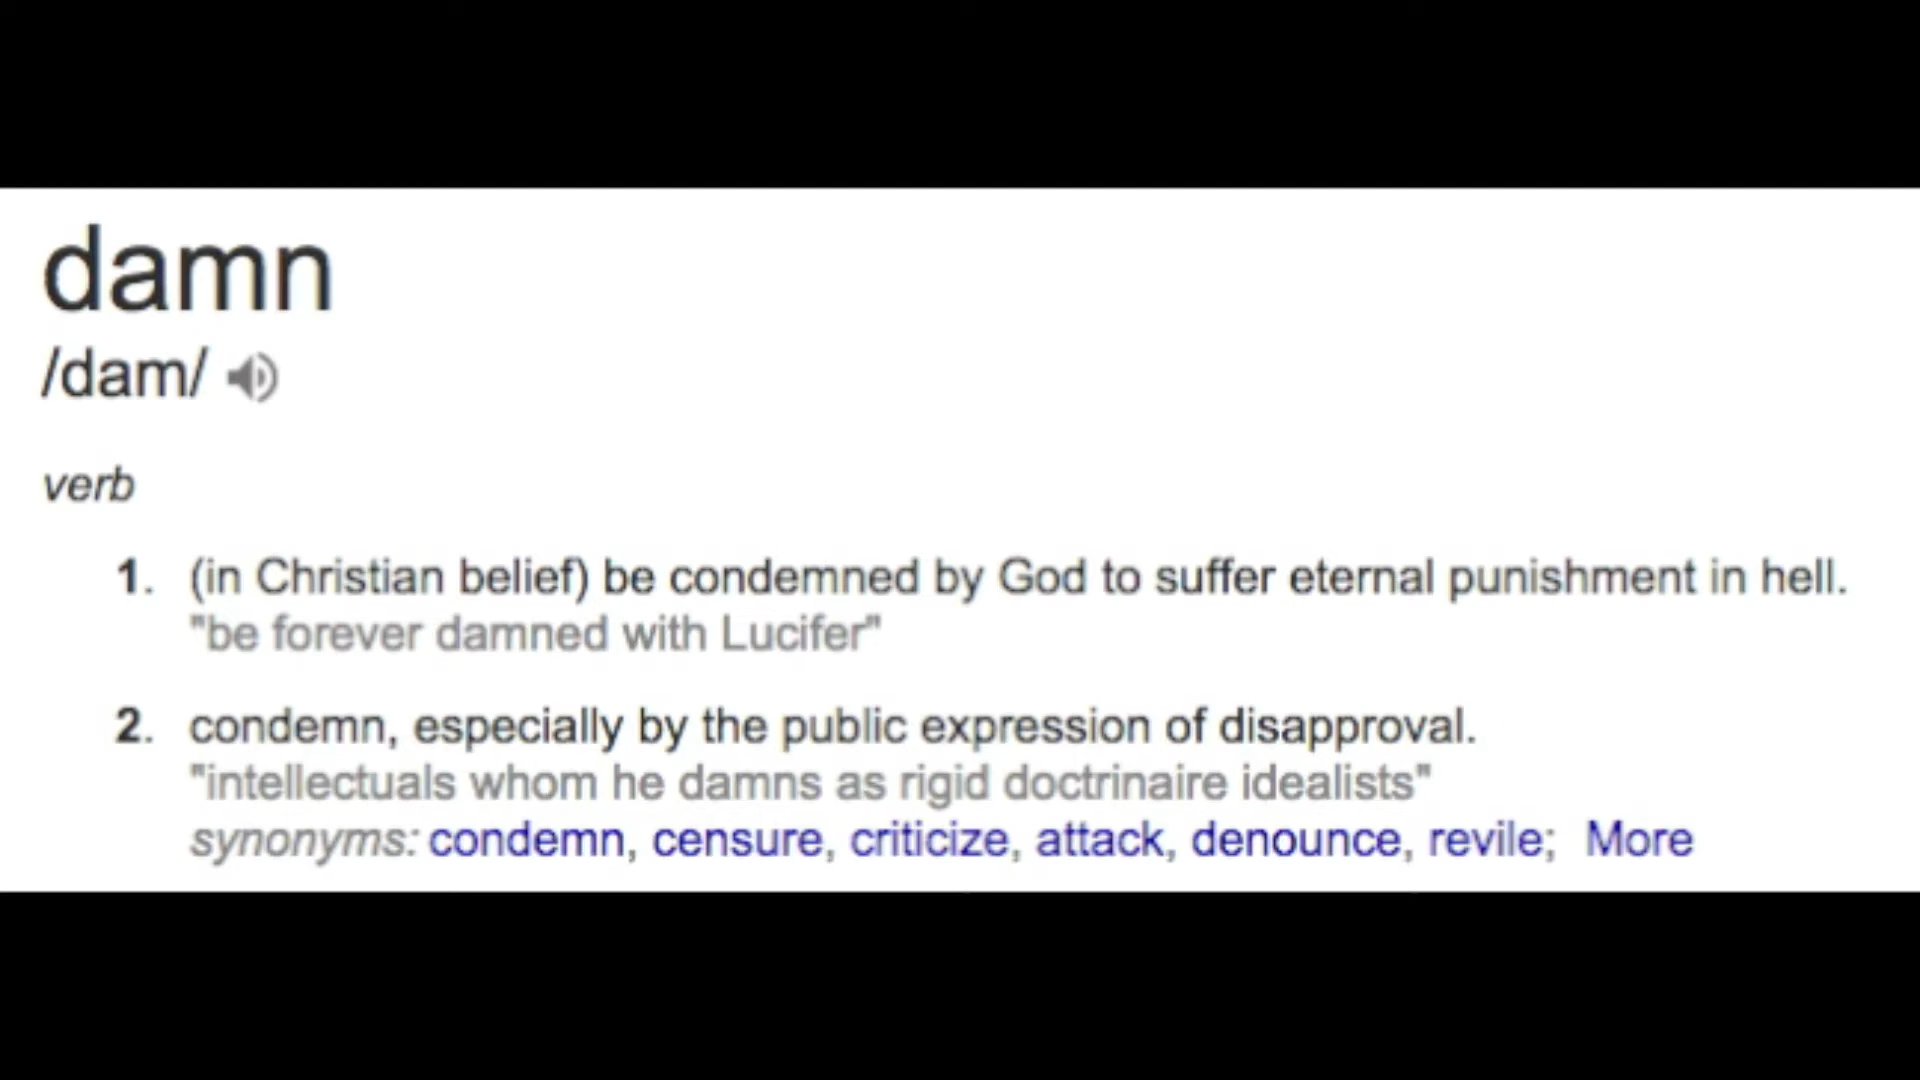 damn
/dam/
verb
1. (in Christian belief) be condemned by God to suffer eternal punishment in hell.
"be forever damned with Lucifer"
2. condemn, especially by the public expression of disapproval.
"intellectuals whom he damns as rigid doctrinaire idealists"
synonyms: condemn, censure, criticize, attack, denounce, revile; More